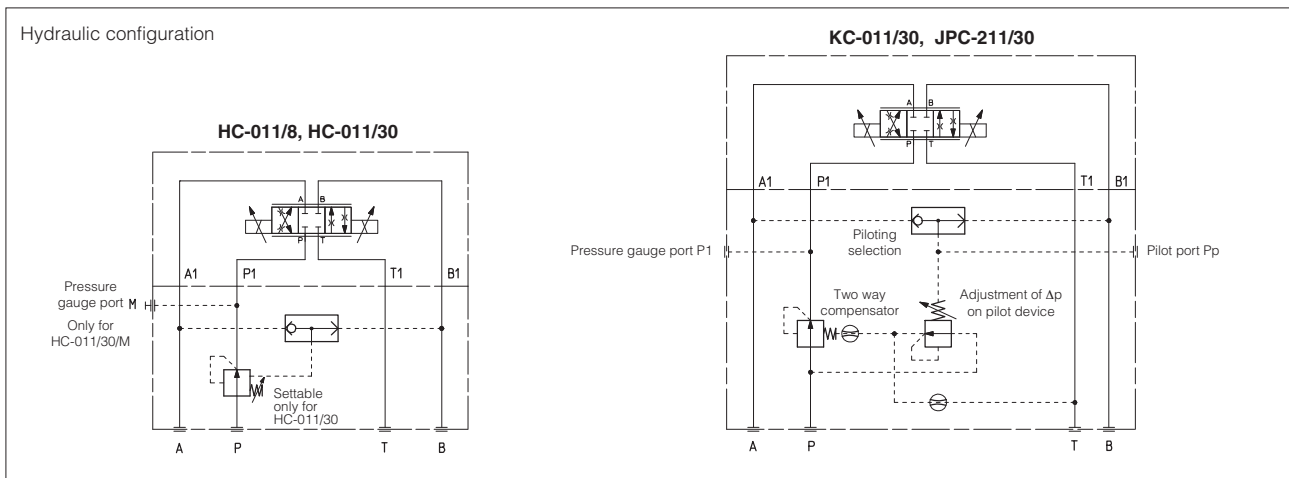 Hydraulic configuration
HC-011/8, HC-011/30
A B
P T
A1 P1 T1 B1
Pressure
gauge port M
Only for
HC-011/30/M
Settable
only for
HC-011/30
A P T B
KC-011/30, JPC-211/30
A B
P T
A1 P1 T1 B1
Piloting
selection
Pressure gauge port P1
Pilot port Pp
Two way
compensator
Adjustment of Δp
on pilot device
A P T B